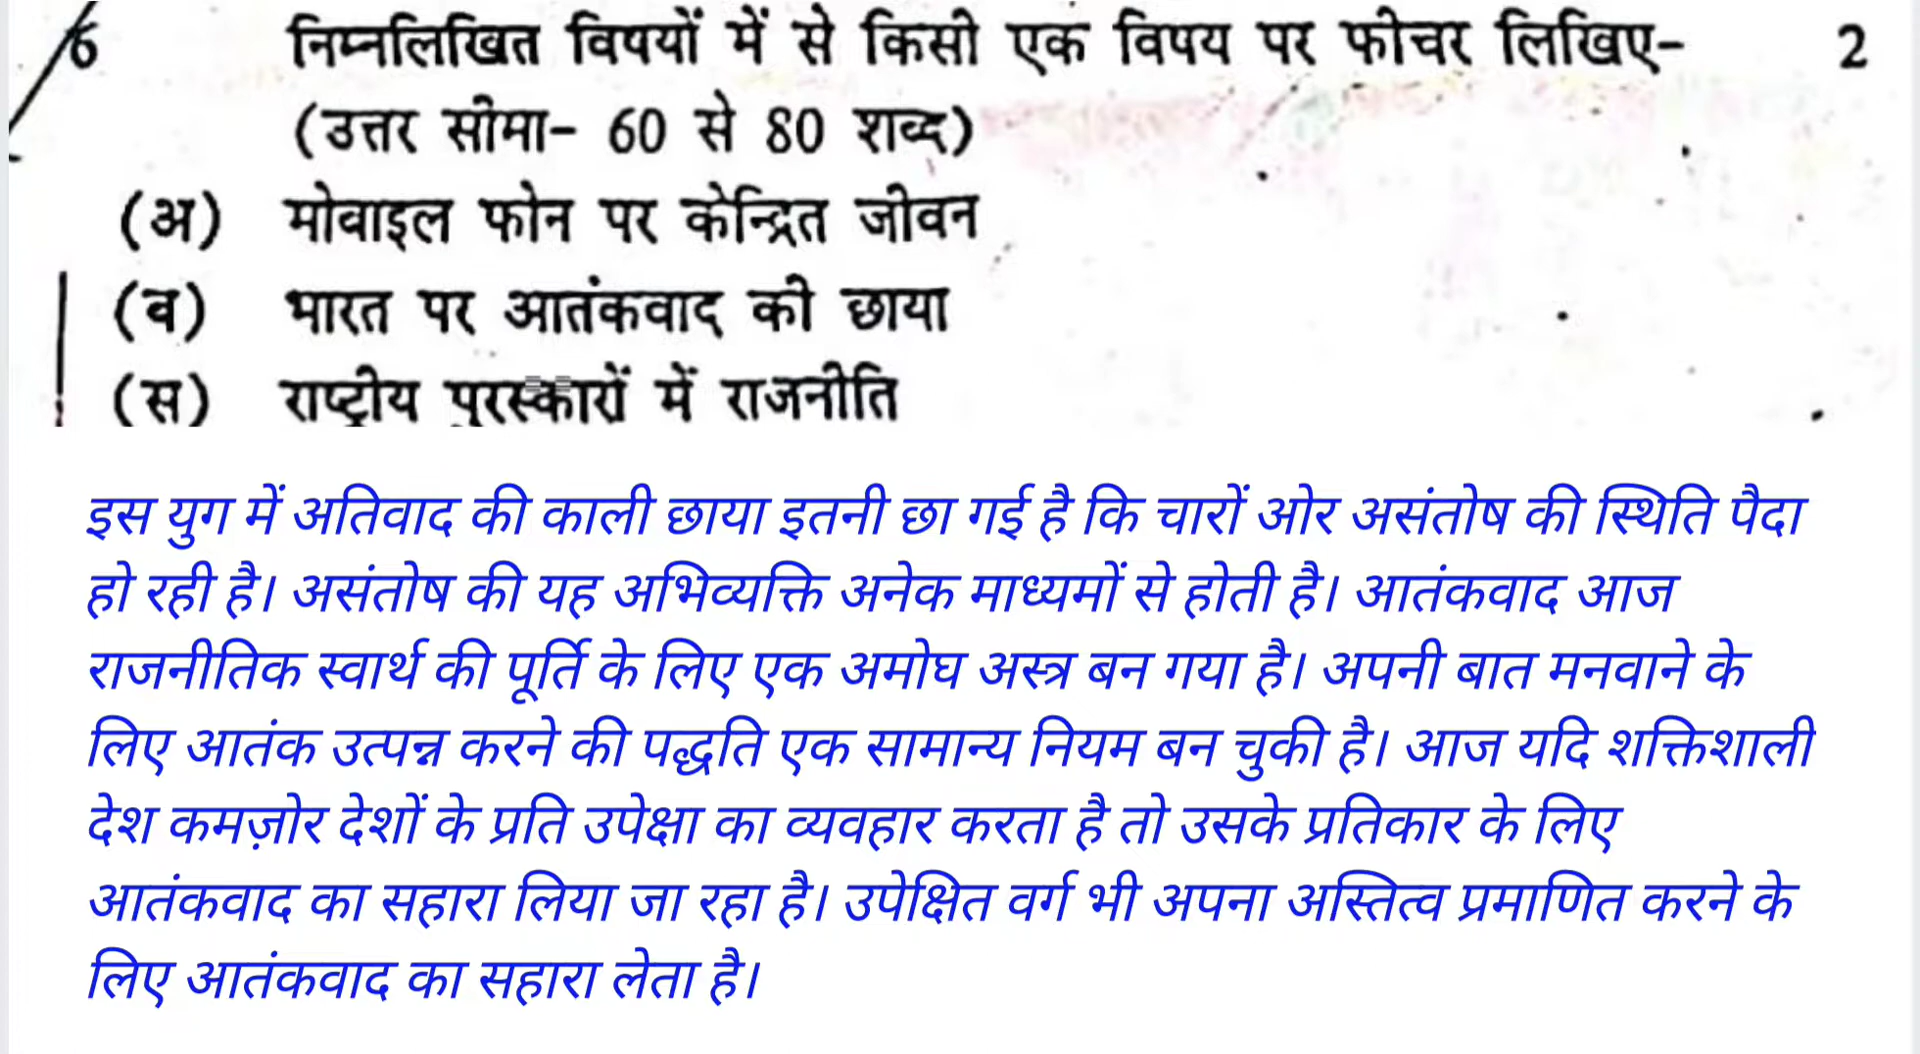 6 निम्नलिखित विषयों में से किसी एक विषय पर फीचर लिखिए- 2
(उत्तर सीमा- 60 से 80 शब्द)
(अ) मोबाइल फोन पर केन्द्रित जीवन
(ब) भारत पर आतंकवाद की छाया
(स) राष्ट्रीय पुरस्कारों में राजनीति
इस युग में अतिवाद की काली छाया इतनी छा गई है कि चारों ओर असंतोष की स्थिति पैदा
हो रही है। असंतोष की यह अभिव्यक्ति अनेक माध्यमों से होती है। आतंकवाद आज
राजनीतिक स्वार्थ की पूर्ति के लिए एक अमोघ अस्त्र बन गया है। अपनी बात मनवाने के
लिए आतंक उत्पन्न करने की पद्धति एक सामान्य नियम बन चुकी है। आज यदि शक्तिशाली
देश कमज़ोर देशों के प्रति उपेक्षा का व्यवहार करता है तो उसके प्रतिकार के लिए
आतंकवाद का सहारा लिया जा रहा है। उपेक्षित वर्ग भी अपना अस्तित्व प्रमाणित करने के
लिए आतंकवाद का सहारा लेता है।